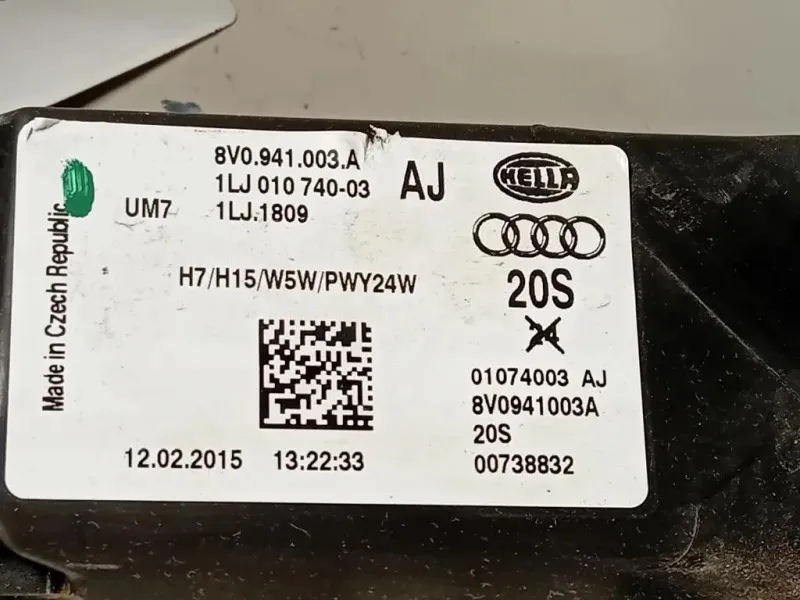 8V0.941.003.A
1LJ 010 740-03
AJ
HELLA
UM7
1LJ.1809
Made in Czech Republic
H7/H15/W5W/PWY24W
20S
24
01074003 AJ
8V0941003A
20S
00738832
12.02.2015 13:22:33